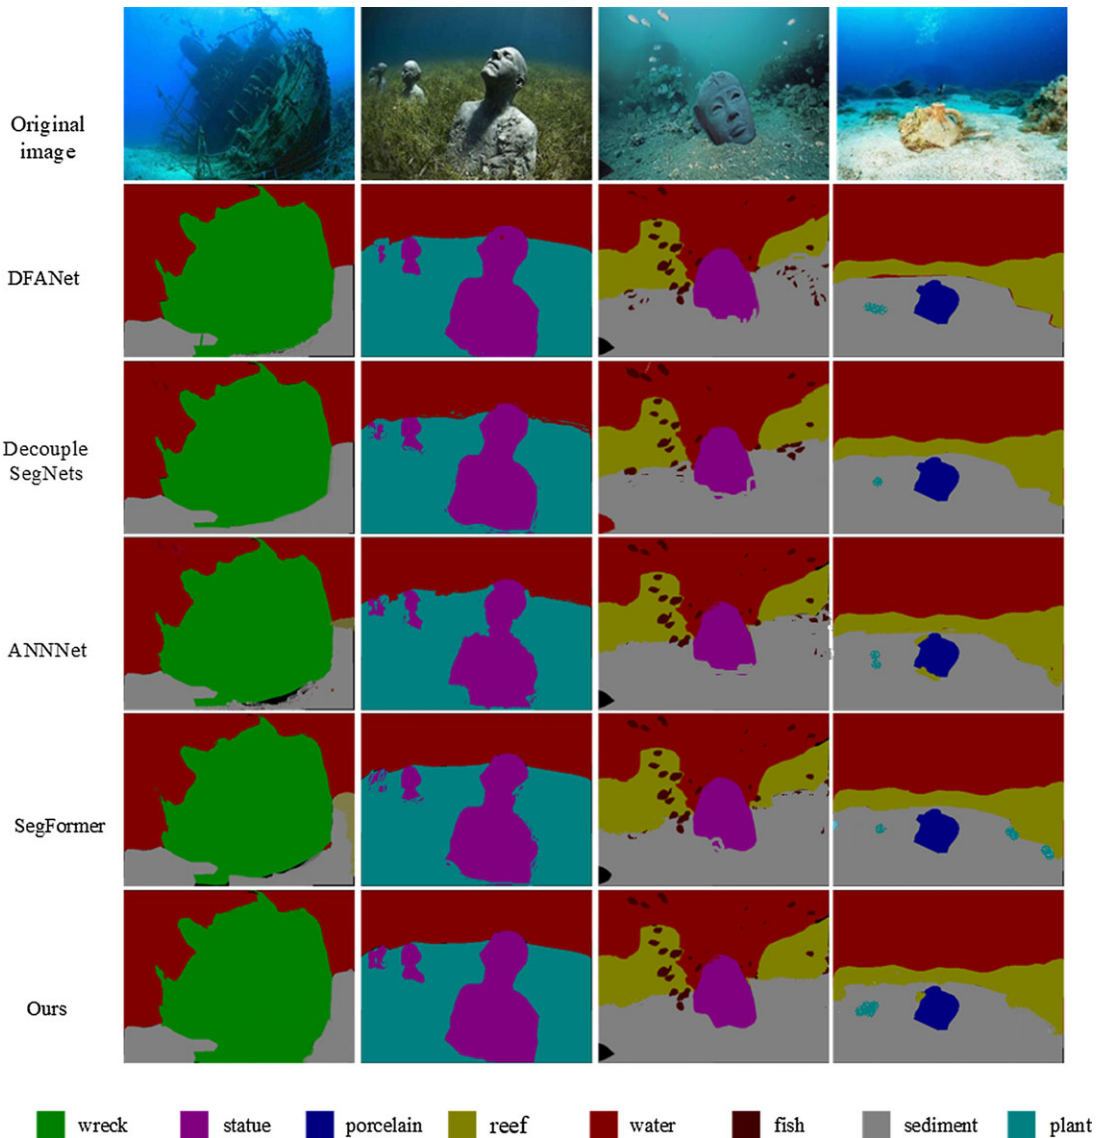 Original
image
DFANet
Decouple
SegNets
ANNNet
SegFormer
Ours
wreck statue porcelain reef water fish sediment plant